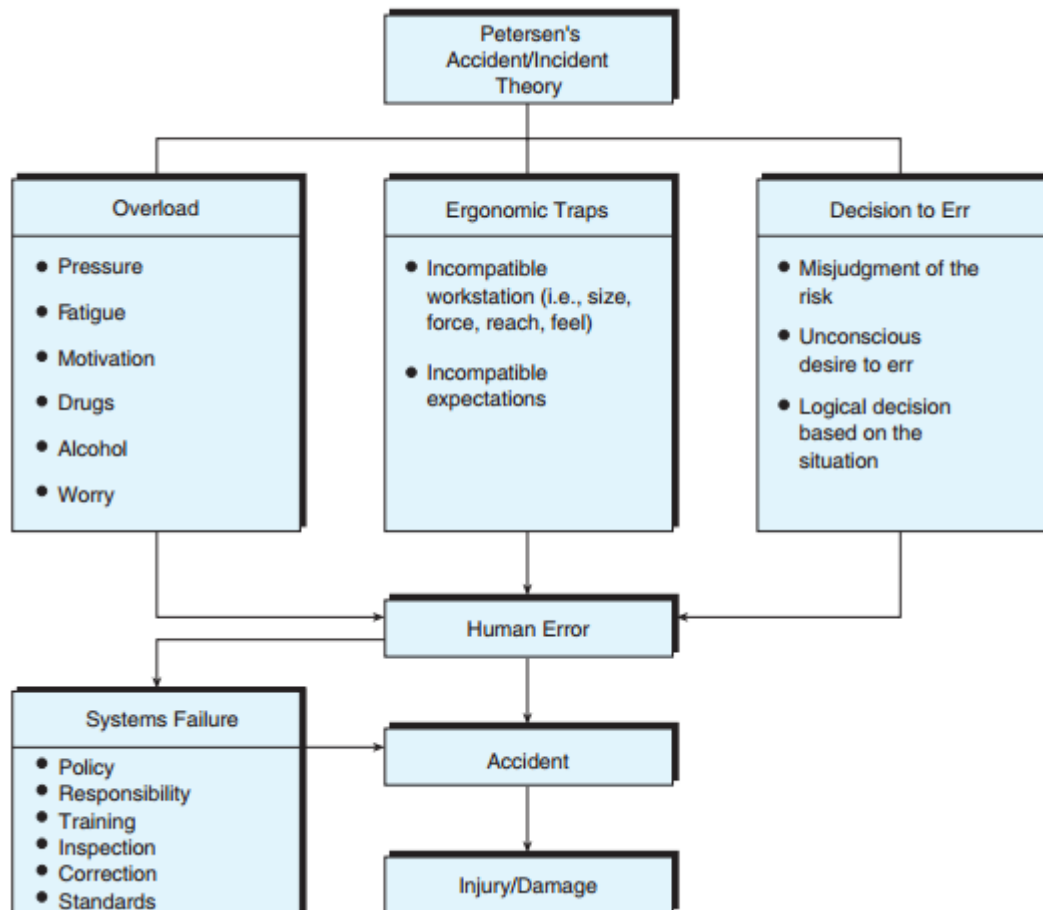 Petersen's
Accident/Incident
Theory
Overload
● Pressure
● Fatigue
● Motivation
● Drugs
● Alcohol
● Worry
Ergonomic Traps
● Incompatible
workstation (i.e., size,
force, reach, feel)
● Incompatible
expectations
Decision to Err
● Misjudgment of the
risk
● Unconscious
desire to err
● Logical decision
based on the
situation
Human Error
Systems Failure
● Policy
● Responsibility
● Training
● Inspection
● Correction
● Standards
Accident
Injury/Damage